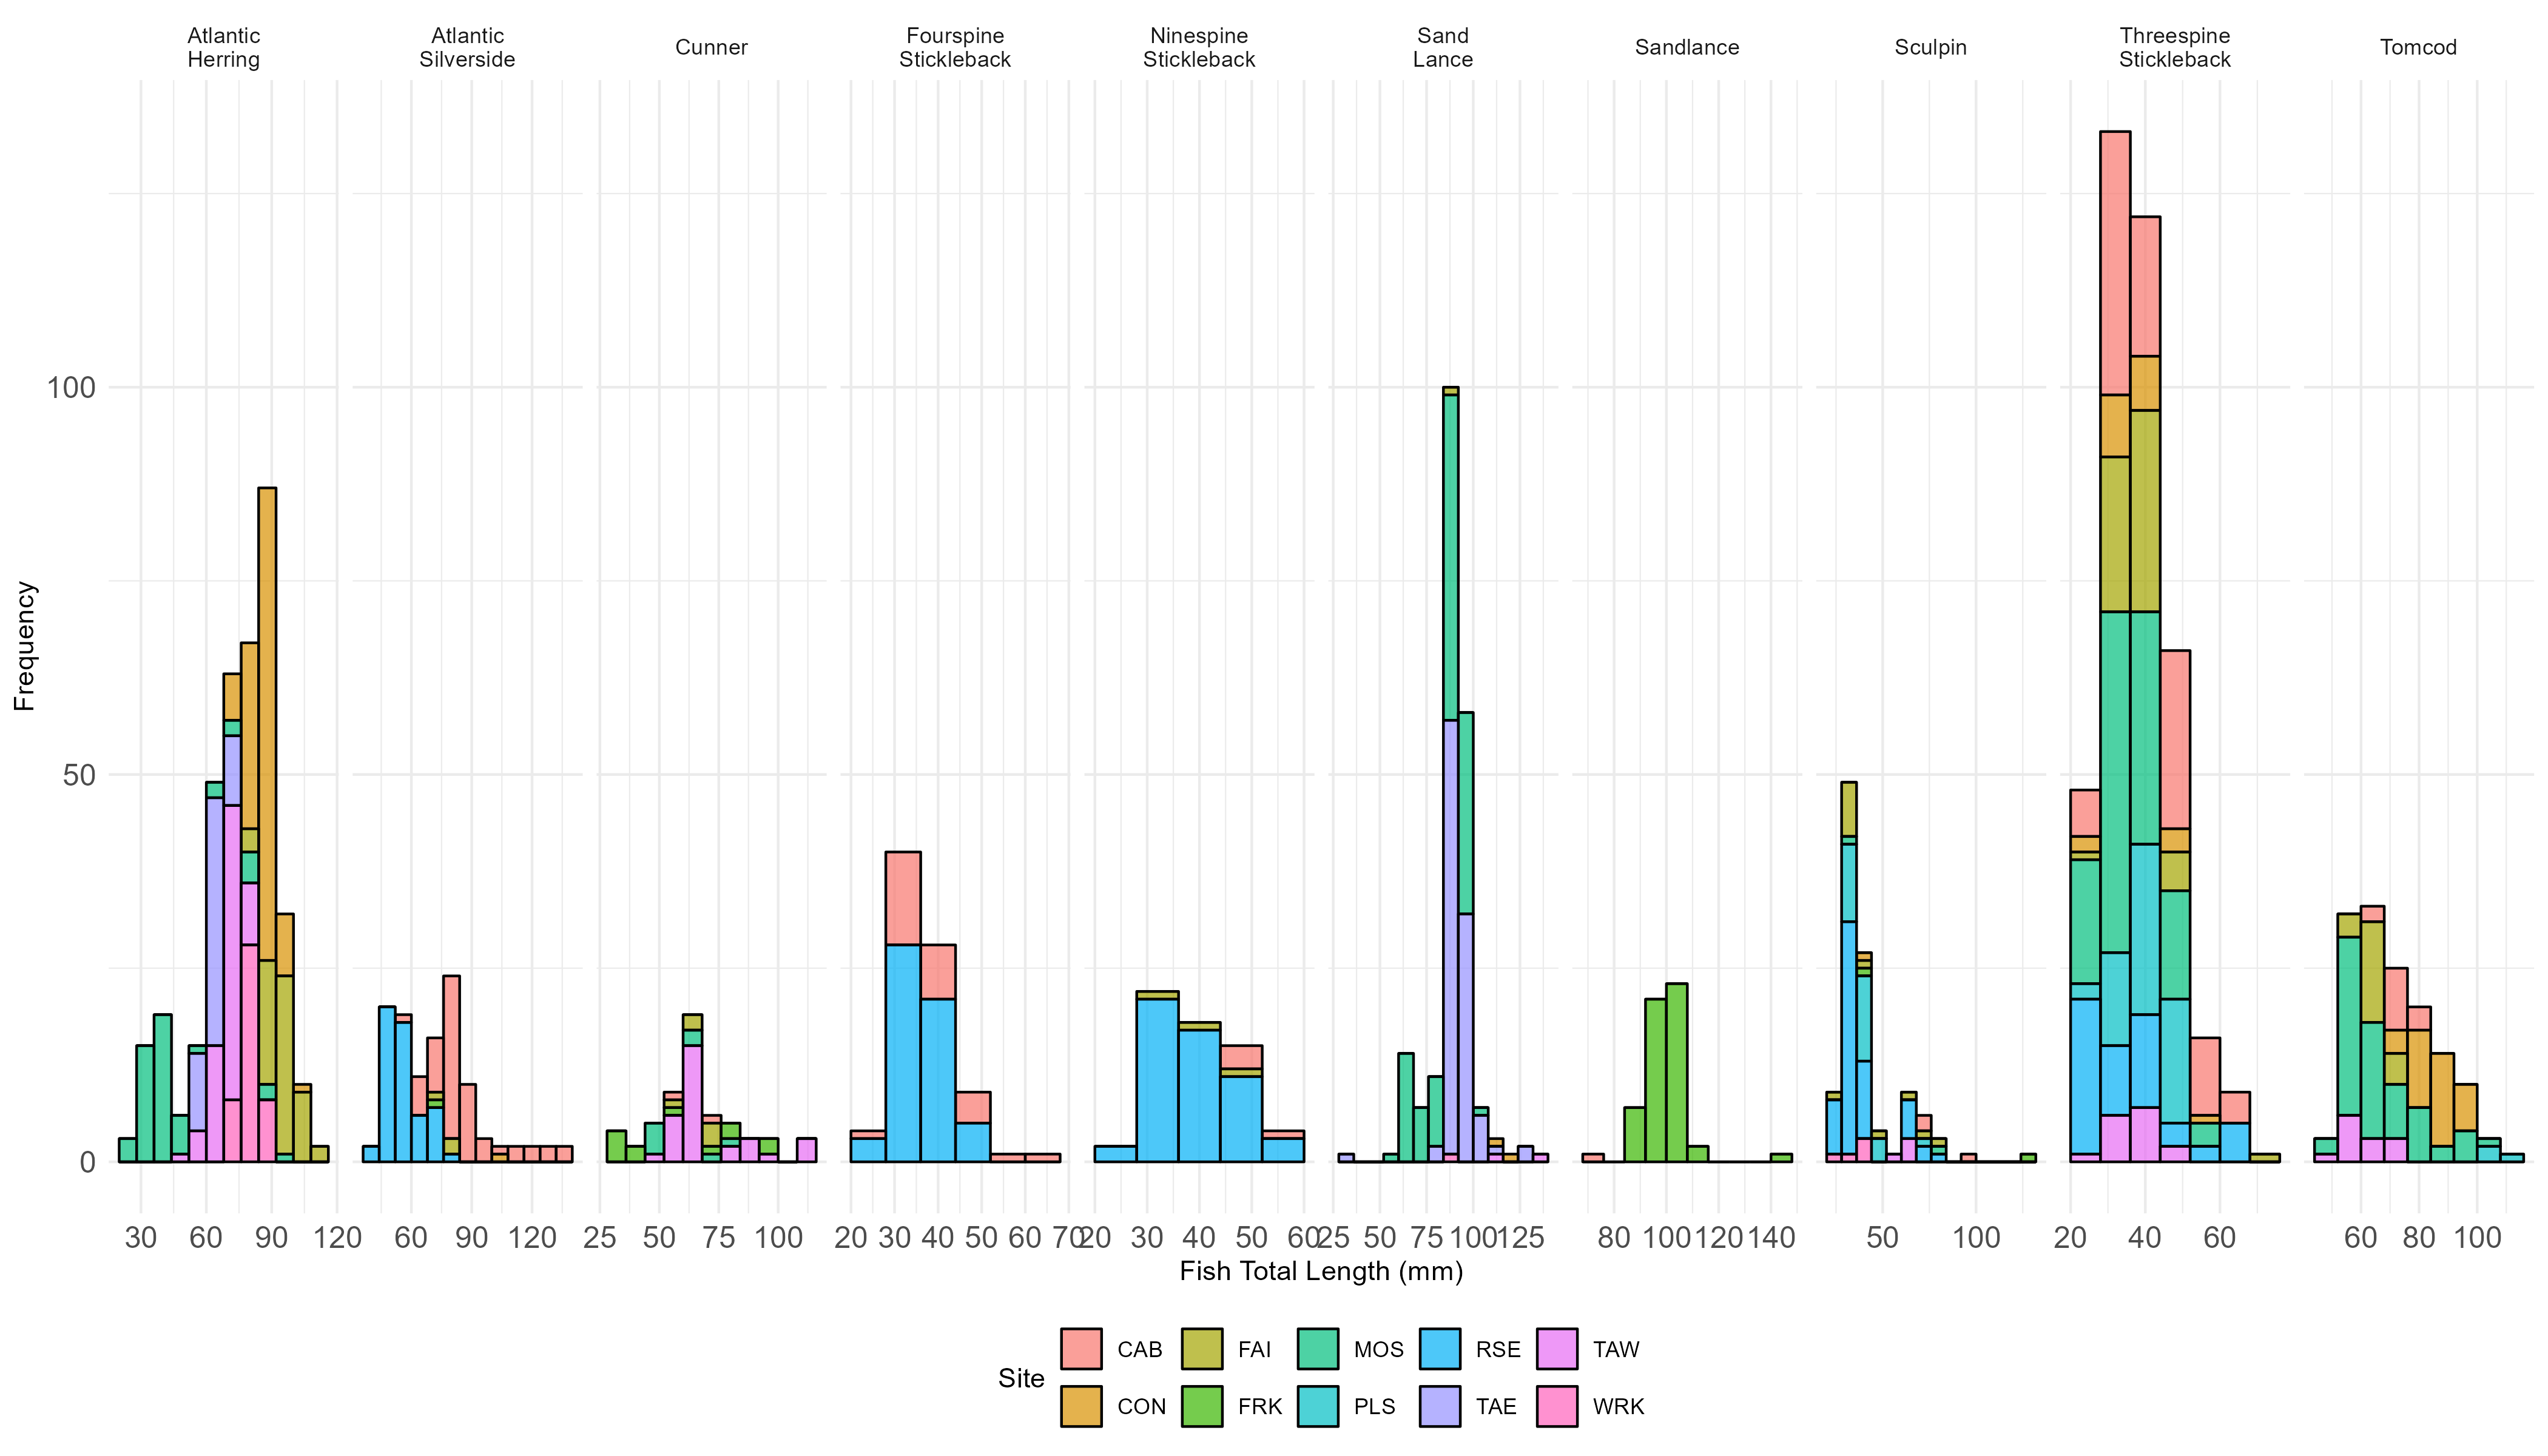 Atlantic
Herring
Atlantic
Silverside
Cunner
Fourspine
Stickleback
Ninespine
Stickleback
Sand
Lance
Sandlance
Sculpin
Threespine
Stickleback
Tomcod
Frequency
100
50
0
30 60 90 120
60 90 120
25 50 75 100
20 30 40 50 60 70
20 30 40 50 60
25 50 75 100 125
80 100 120 140
50 100
20 40 60
60 80 100
Fish Total Length (mm)
Site
CAB FAI MOS RSE TAW
CON FRK PLS TAE WRK